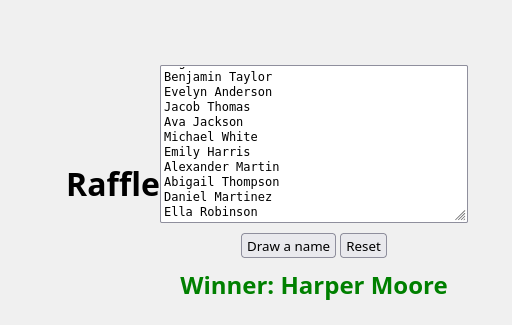 Benjamin Taylor
Evelyn Anderson
Jacob Thomas
Ava Jackson
Michael White
Emily Harris
Alexander Martin
Abigail Thompson
Daniel Martinez
Ella Robinson
Raffle
Draw a name
Reset
Winner: Harper Moore